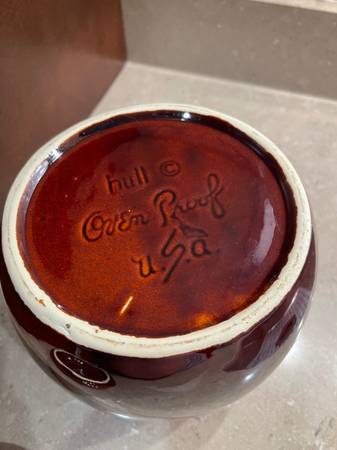 hull ©
Oven Proof
U.S.a.